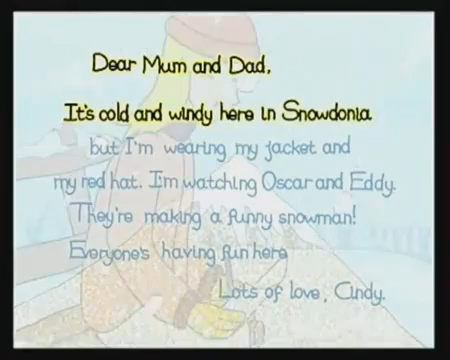 Dear Mum and Dad,
It's cold and windy here in Snowdonia
but I'm wearing my jacket and
my red hat. I'm watching Oscar and Eddy.
They're making a funny snowman!
Everyone's having fun here
Lots of love, Cindy.